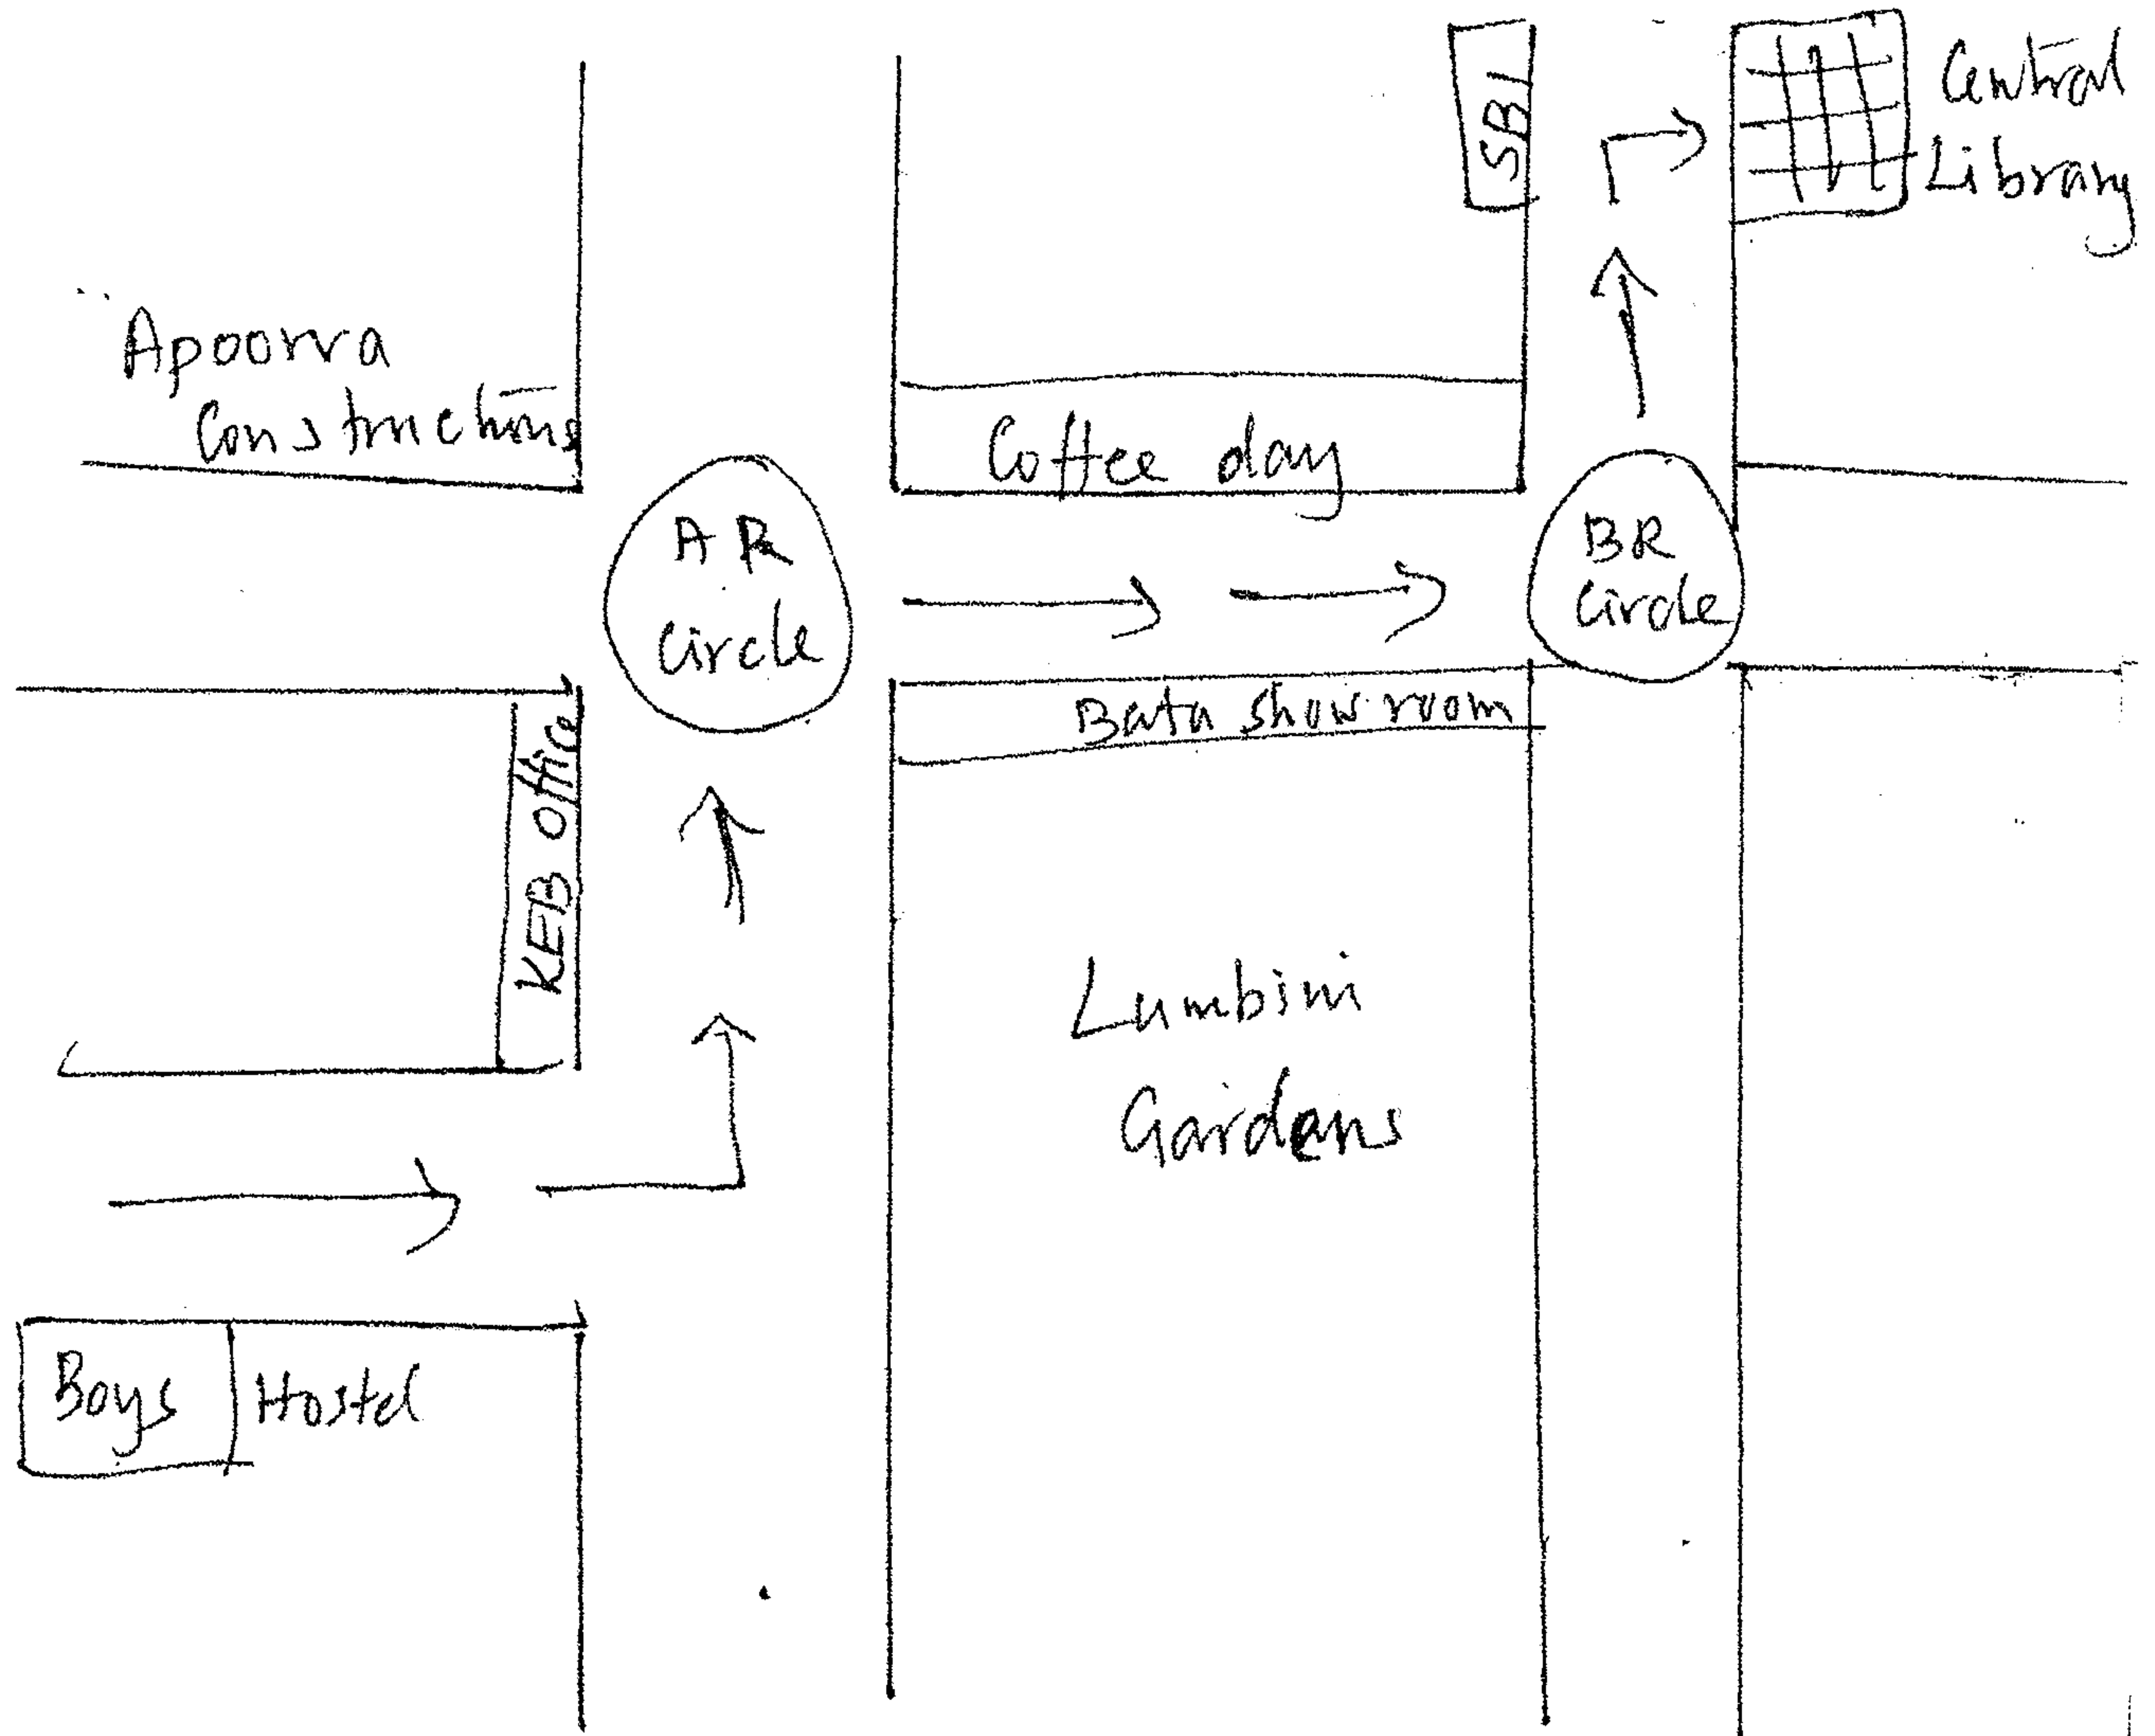 SBI
Central
Library
Apoorva
Constructions
Coffee day
A R
Circle
BR
Circle
Bata show room
KEB Office
Lumbini
Gardens
Boys Hostel